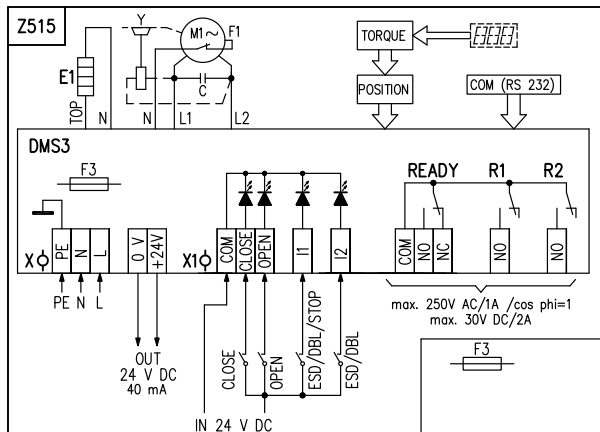 Z515
Y
M1~
F1
E1
C
TOP
N
N
L1
L2
TORQUE
POSITION
COM (RS 232)
DMS3
F3
READY
R1
R2
X
PE
N
L
0 V
+24V
X1
COM
CLOSE
OPEN
I1
I2
COM
NO
NC
NO
NO
PE N L
OUT
24 V DC
40 mA
CLOSE
OPEN
ESD/DBL/STOP
ESD/DBL
IN 24 V DC
max. 250V AC/1A /cos phi=1
max. 30V DC/2A
F3